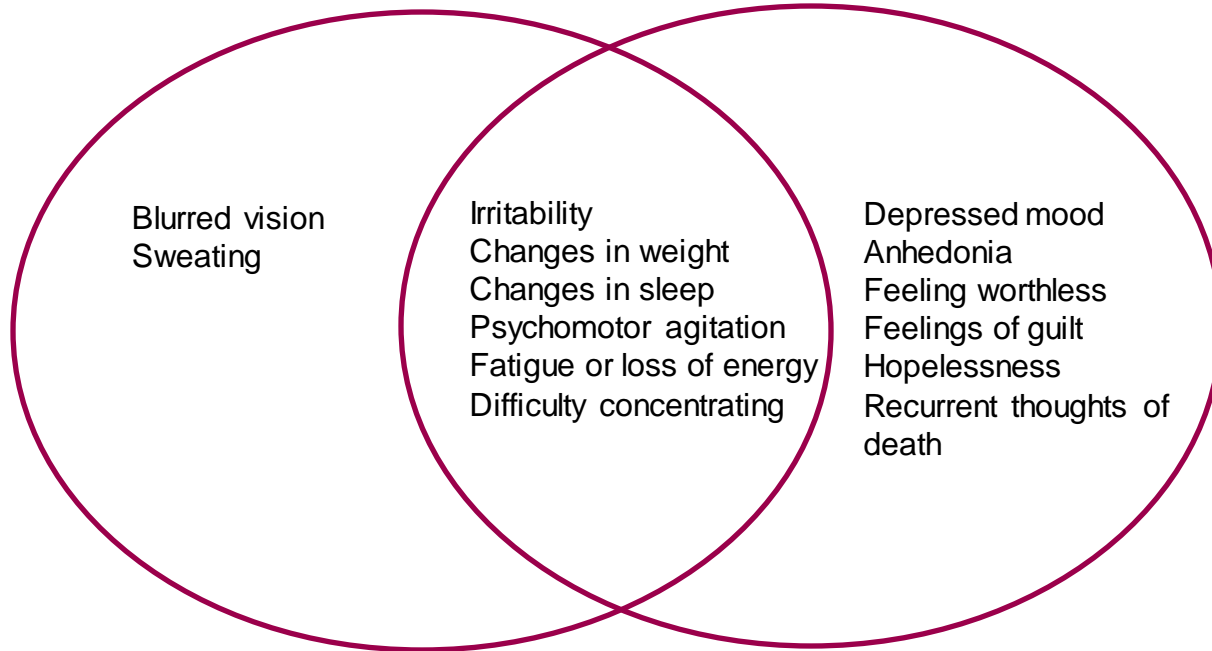 Blurred vision
Sweating
Irritability
Changes in weight
Changes in sleep
Psychomotor agitation
Fatigue or loss of energy
Difficulty concentrating
Depressed mood
Anhedonia
Feeling worthless
Feelings of guilt
Hopelessness
Recurrent thoughts of
death